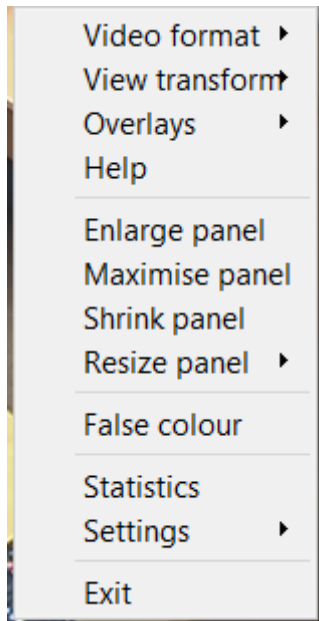 Video format
View transform
Overlays
Help
Enlarge panel
Maximise panel
Shrink panel
Resize panel
False colour
Statistics
Settings
Exit